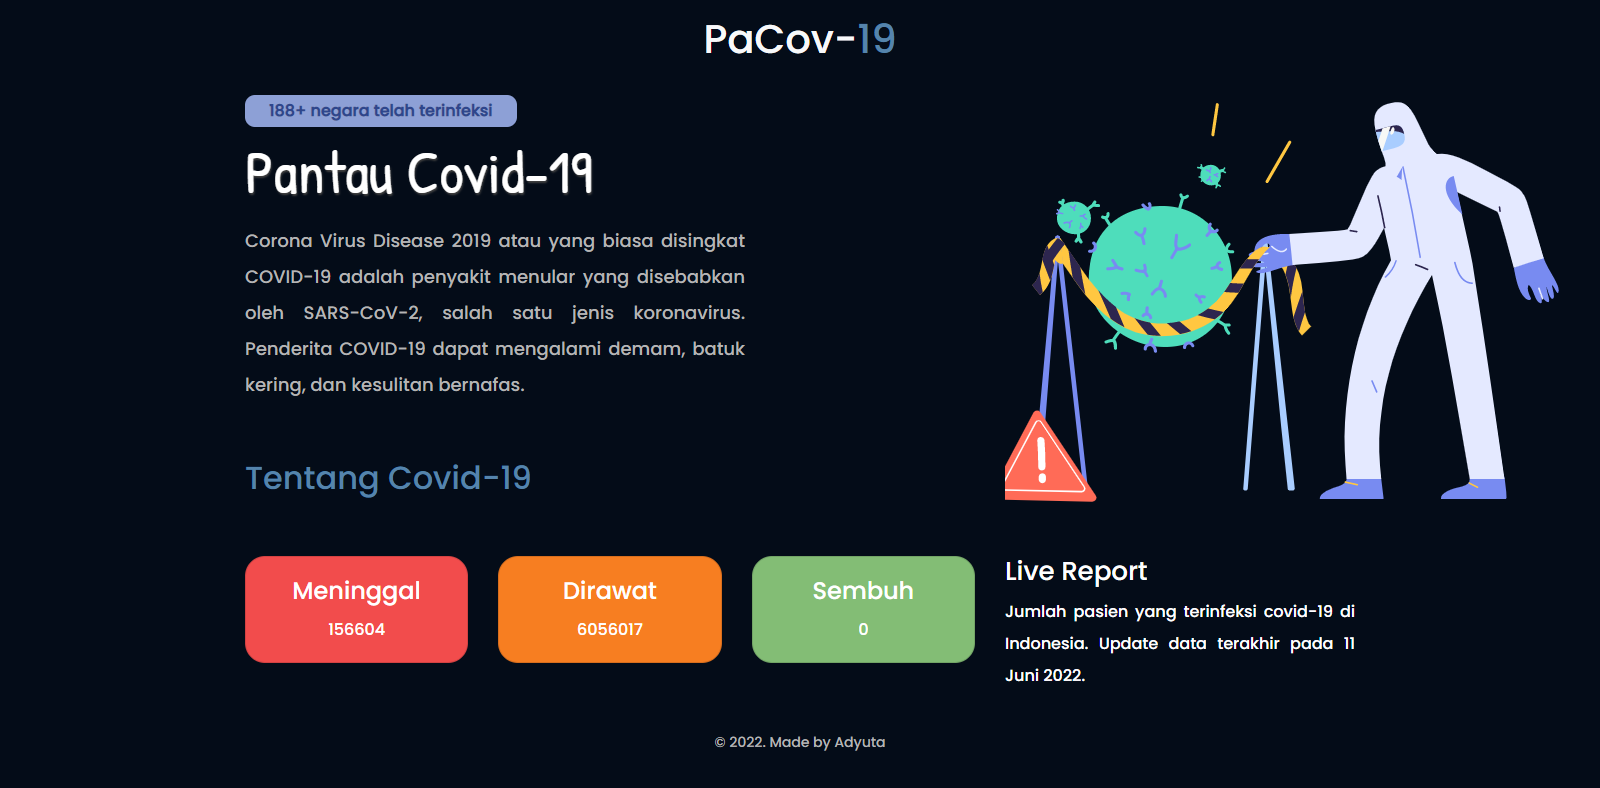 PaCov-19
188+ negara telah terinfeksi
Pantau Covid-19
Corona Virus Disease 2019 atau yang biasa disingkat
COVID-19 adalah penyakit menular yang disebabkan
oleh SARS-CoV-2, salah satu jenis koronavirus.
Penderita COVID-19 dapat mengalami demam, batuk
kering, dan kesulitan bernafas.
Tentang Covid-19
Meninggal
156604
Dirawat
6056017
Sembuh
0
Live Report
Jumlah pasien yang terinfeksi covid-19 di
Indonesia. Update data terakhir pada 11
Juni 2022.
© 2022. Made by Adyuta